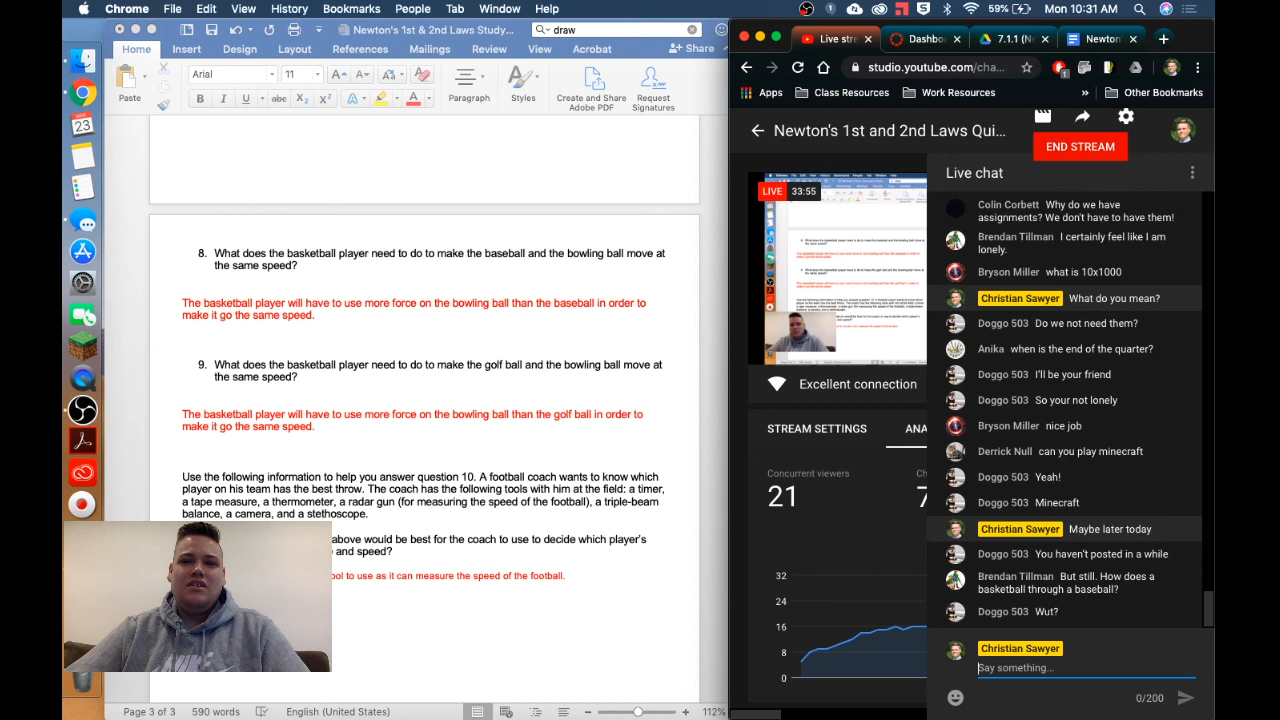 Chrome File Edit View History Bookmarks People Tab Window Help
59% Mon 10:31 AM
Newton's 1st & 2nd Laws Study...
draw
Home Insert Design Layout References Mailings Review View Acrobat
Share
Paste
Arial 11
B I U abc X₂ X² A A
Paragraph
Styles
Create and Share
Adobe PDF
Request
Signatures
MAR
23
8. What does the basketball player need to do to make the baseball and the bowling ball move at
the same speed?
The basketball player will have to use more force on the bowling ball than the baseball in order to
make it go the same speed.
9. What does the basketball player need to do to make the golf ball and the bowling ball move at
the same speed?
The basketball player will have to use more force on the bowling ball than the golf ball in order to
make it go the same speed.
Use the following information to help you answer question 10. A football coach wants to know which
player on his team has the best throw. The coach has the following tools with him at the field: a timer,
a tape measure, a thermometer, a radar gun (for measuring the speed of the football), a triple-beam
balance, a camera, and a stethoscope.
above would be best for the coach to use to decide which player's
and speed?
ool to use as it can measure the speed of the football.
Page 3 of 3 590 words English (United States)
112%
Live stre
Dashbo
7.1.1 (N
Newton
studio.youtube.com/cha...
Apps Class Resources Work Resources » Other Bookmarks
Newton's 1st and 2nd Laws Qui...
END STREAM
LIVE 33:55
Excellent connection
STREAM SETTINGS ANA
Concurrent viewers
21
32
24
16
8
0
Live chat
Colin Corbett Why do we have
assignments? We don't have to have them!
Brendan Tillman I certainly feel like I am
lonely.
Bryson Miller what is 10x1000
Christian Sawyer What do you mean?
Doggo 503 Do we not need them?
Anika when is the end of the quarter?
Doggo 503 I'll be your friend
Doggo 503 So your not lonely
Bryson Miller nice job
Derrick Null can you play minecraft
Doggo 503 Yeah!
Doggo 503 Minecraft
Christian Sawyer Maybe later today
Doggo 503 You haven't posted in a while
Brendan Tillman But still. How does a
basketball through a baseball?
Doggo 503 Wut?
Christian Sawyer
Say something...
0/200